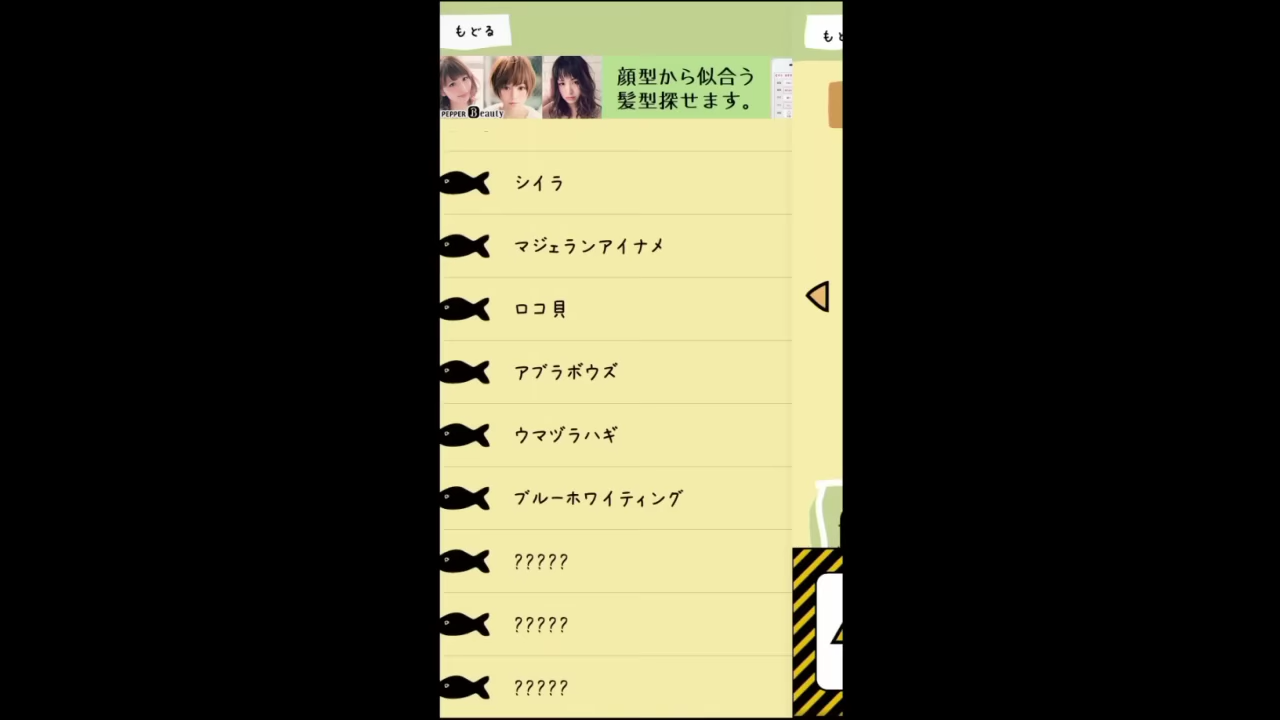 もどる
も
顔型から似合う
髪型探せます。
PEPPER Beauty
シイラ
マジェランアイナメ
ロコ貝
アブラボウズ
ウマヅラハギ
ブルーホワイティング
?????
?????
?????